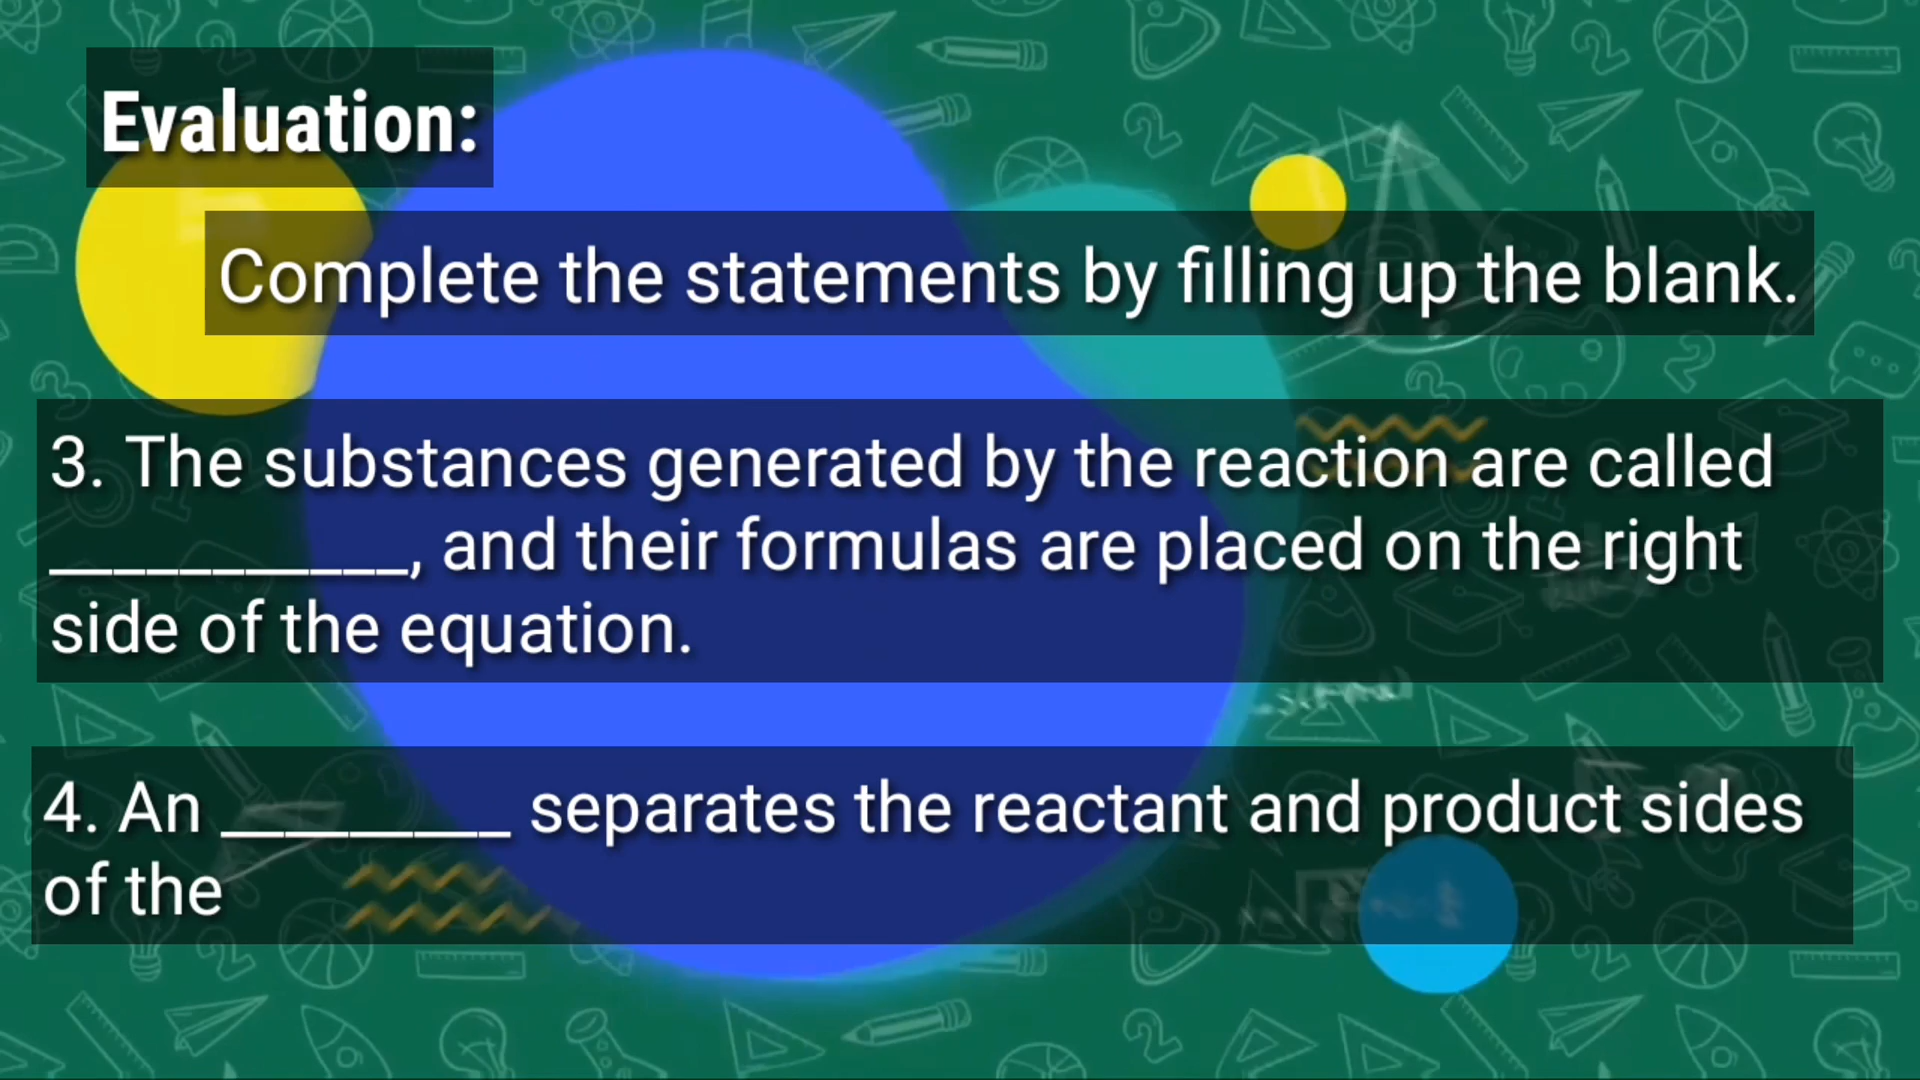 Evaluation:
Complete the statements by filling up the blank.
3. The substances generated by the reaction are called
___________, and their formulas are placed on the right
side of the equation.
4. An _________ separates the reactant and product sides
of the